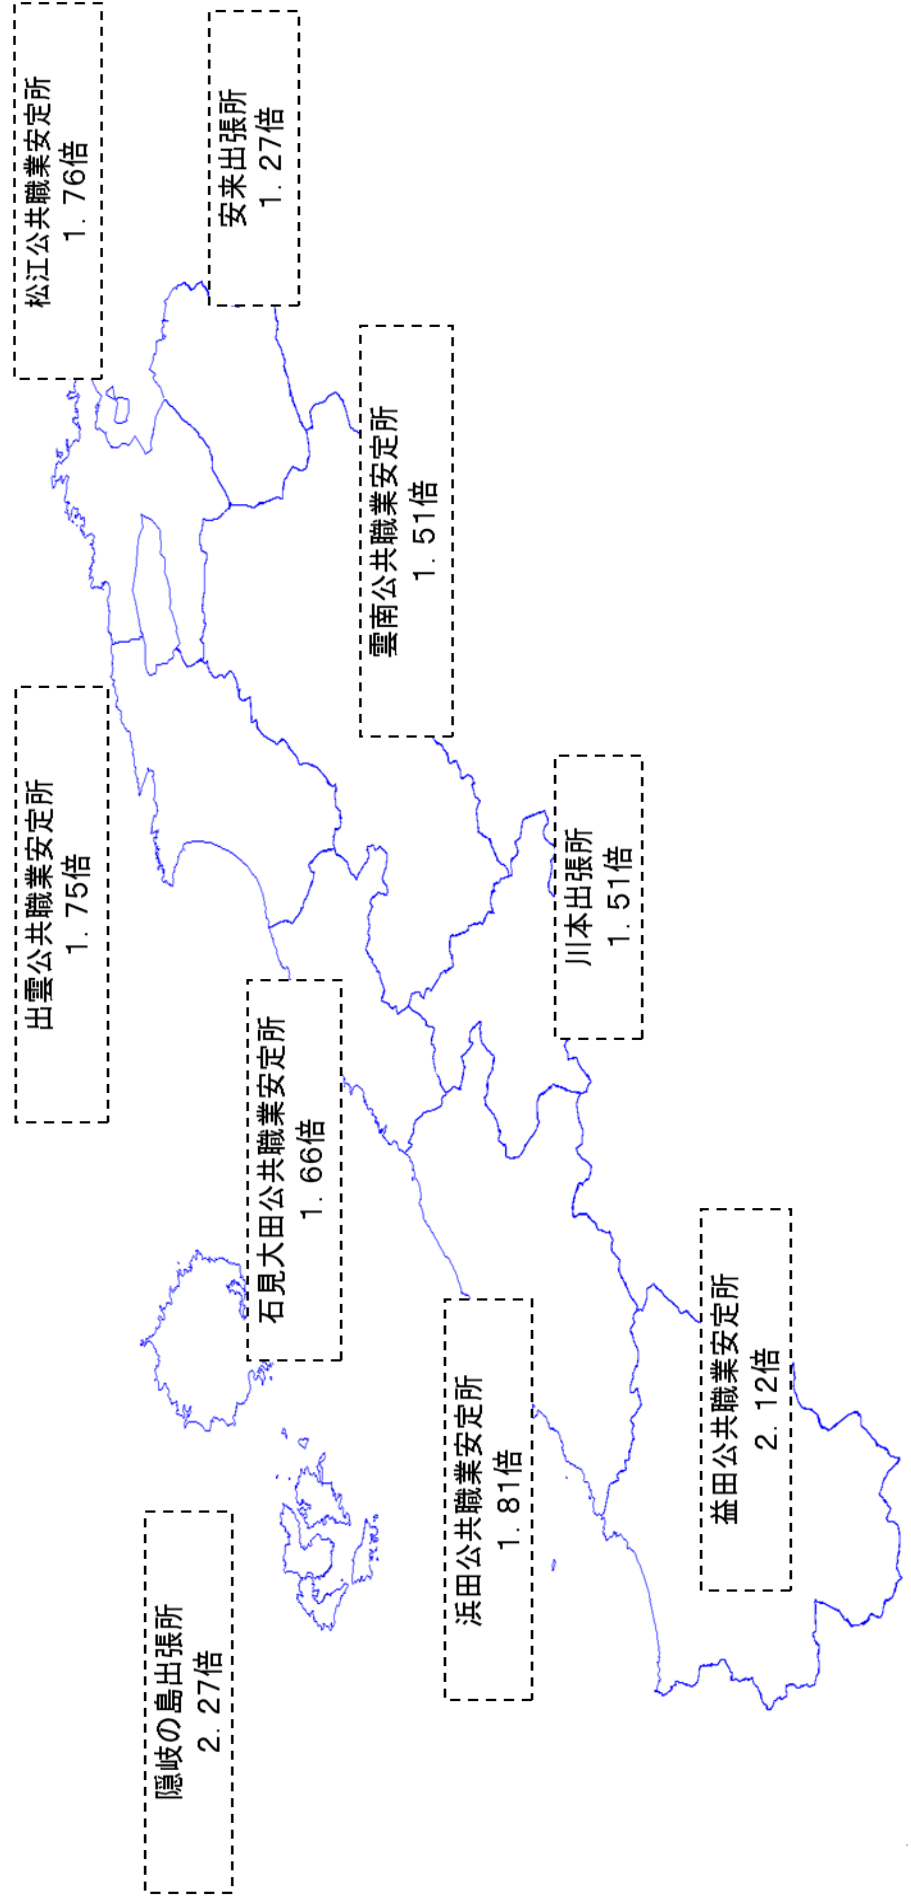 松江公共職業安定所
1．76倍
安来出張所
1．27倍
出雲公共職業安定所
1．75倍
雲南公共職業安定所
1．51倍
石見大田公共職業安定所
1．66倍
川本出張所
1．51倍
隠岐の島出張所
2．27倍
浜田公共職業安定所
1．81倍
益田公共職業安定所
2．12倍